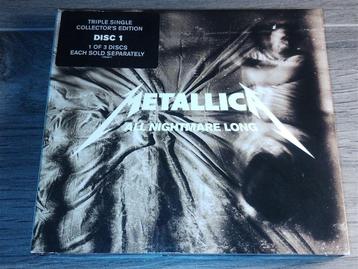 TRIPLE SINGLE
COLLECTOR'S EDITION
DISC 1
1 OF 3 DISCS
EACH SOLD SEPARATELY
METALLICA
ALL NIGHTMARE LONG